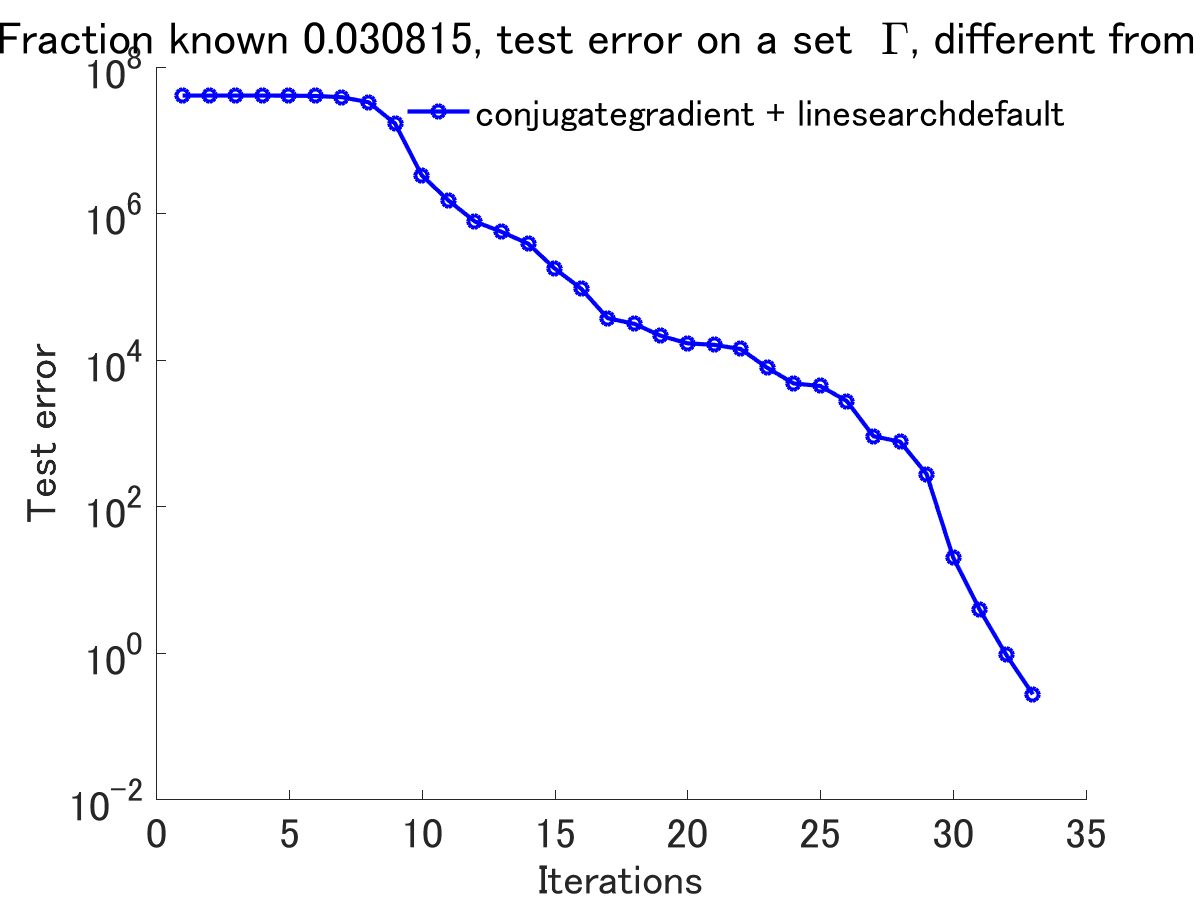 Fraction known 0.030815, test error on a set Γ, different from
conjugategradient + linesearchdefault
10^8
10^6
10^4
10^2
10^0
10^−2
Test error
0 5 10 15 20 25 30 35
Iterations